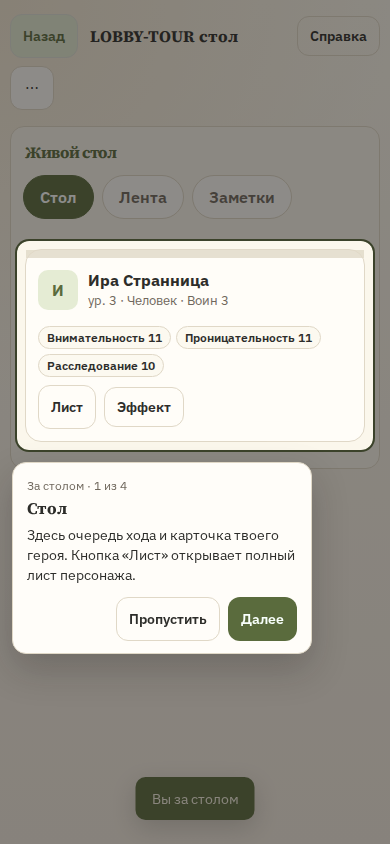 Назад
LOBBY-TOUR стол
Справка
...
Живой стол
Стол
Лента
Заметки
И
Ира Странница
ур. 3 · Человек · Воин 3
Внимательность 11
Проницательность 11
Расследование 10
Лист
Эффект
За столом · 1 из 4
Стол
Здесь очередь хода и карточка твоего
героя. Кнопка «Лист» открывает полный
лист персонажа.
Пропустить
Далее
Вы за столом